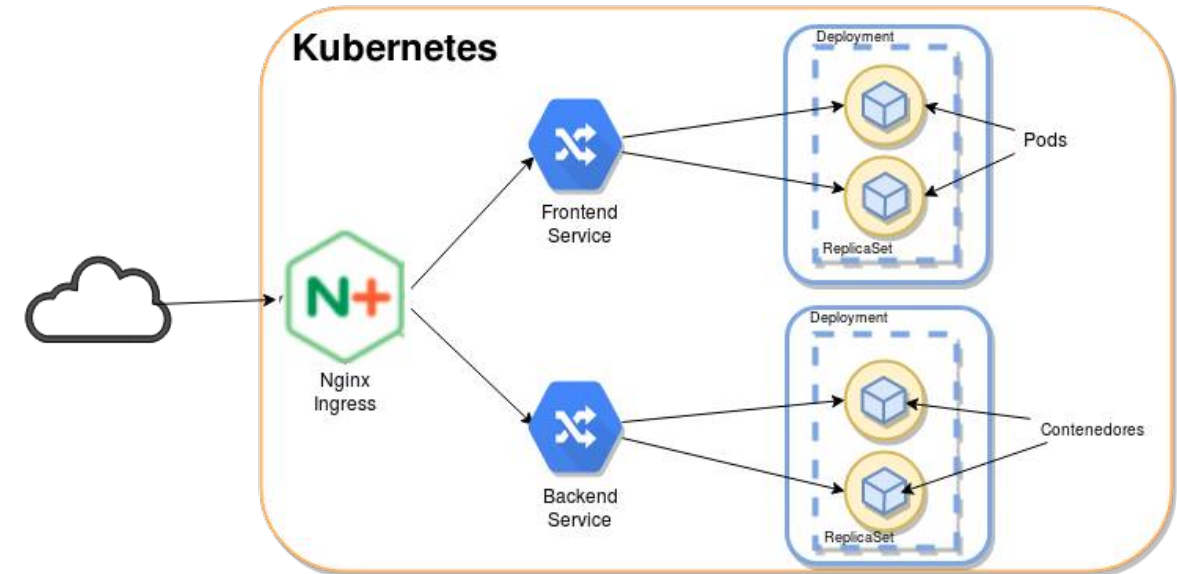 Kubernetes
Deployment
Pods
ReplicaSet
Frontend
Service
N+
Nginx
Ingress
Deployment
Contenedores
ReplicaSet
Backend
Service